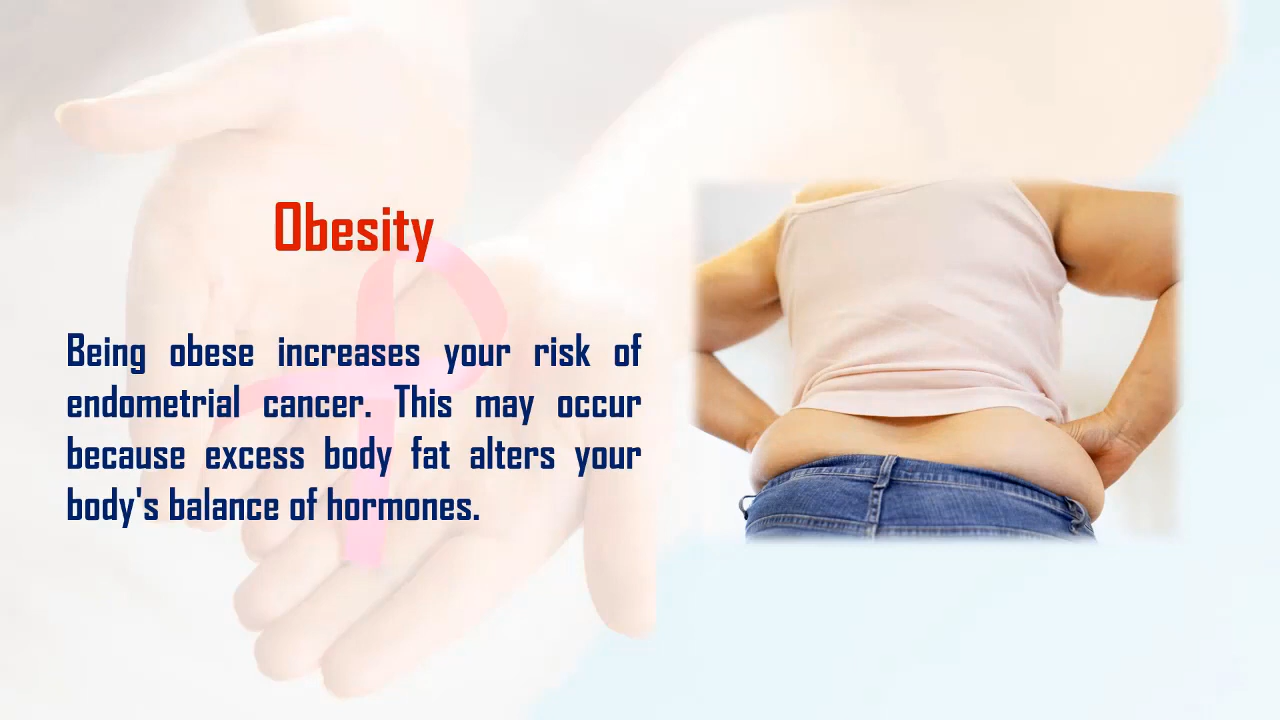 Obesity
Being obese increases your risk of
endometrial cancer. This may occur
because excess body fat alters your
body's balance of hormones.